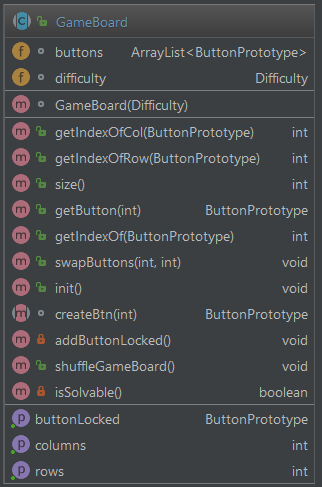 C GameBoard
f buttons ArrayList<ButtonPrototype>
f difficulty Difficulty
m GameBoard(Difficulty)
m getIndexOfCol(ButtonPrototype) int
m getIndexOfRow(ButtonPrototype) int
m size() int
m getButton(int) ButtonPrototype
m getIndexOf(ButtonPrototype) int
m swapButtons(int, int) void
m init() void
m createBtn(int) ButtonPrototype
m addButtonLocked() void
m shuffleGameBoard() void
m isSolvable() boolean
p buttonLocked ButtonPrototype
p columns int
p rows int